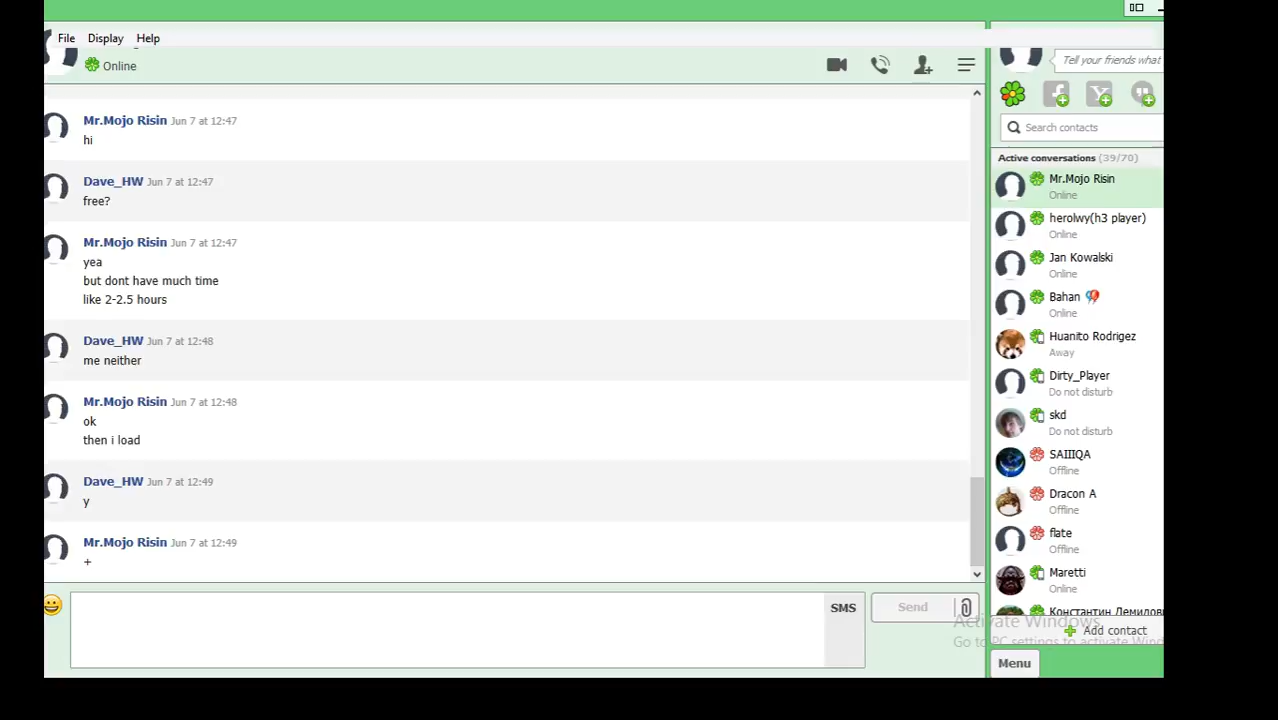 File Display Help
Online
Tell your friends what
Search contacts
Mr.Mojo Risin Jun 7 at 12:47
hi
Dave_HW Jun 7 at 12:47
free?
Mr.Mojo Risin Jun 7 at 12:47
yea
but dont have much time
like 2-2.5 hours
Dave_HW Jun 7 at 12:48
me neither
Mr.Mojo Risin Jun 7 at 12:48
ok
then i load
Dave_HW Jun 7 at 12:49
y
Mr.Mojo Risin Jun 7 at 12:49
+
SMS
Send
Active conversations (39/70)
Mr.Mojo Risin
Online
herolwy(h3 player)
Online
Jan Kowalski
Online
Bahan
Online
Huanito Rodrigez
Away
Dirty_Player
Do not disturb
skd
Do not disturb
SAIIIQA
Offline
Dracon A
Offline
flate
Offline
Maretti
Online
Константин Демидов
Activate Windows
Add contact
Go to PC settings to activate Wind
Menu